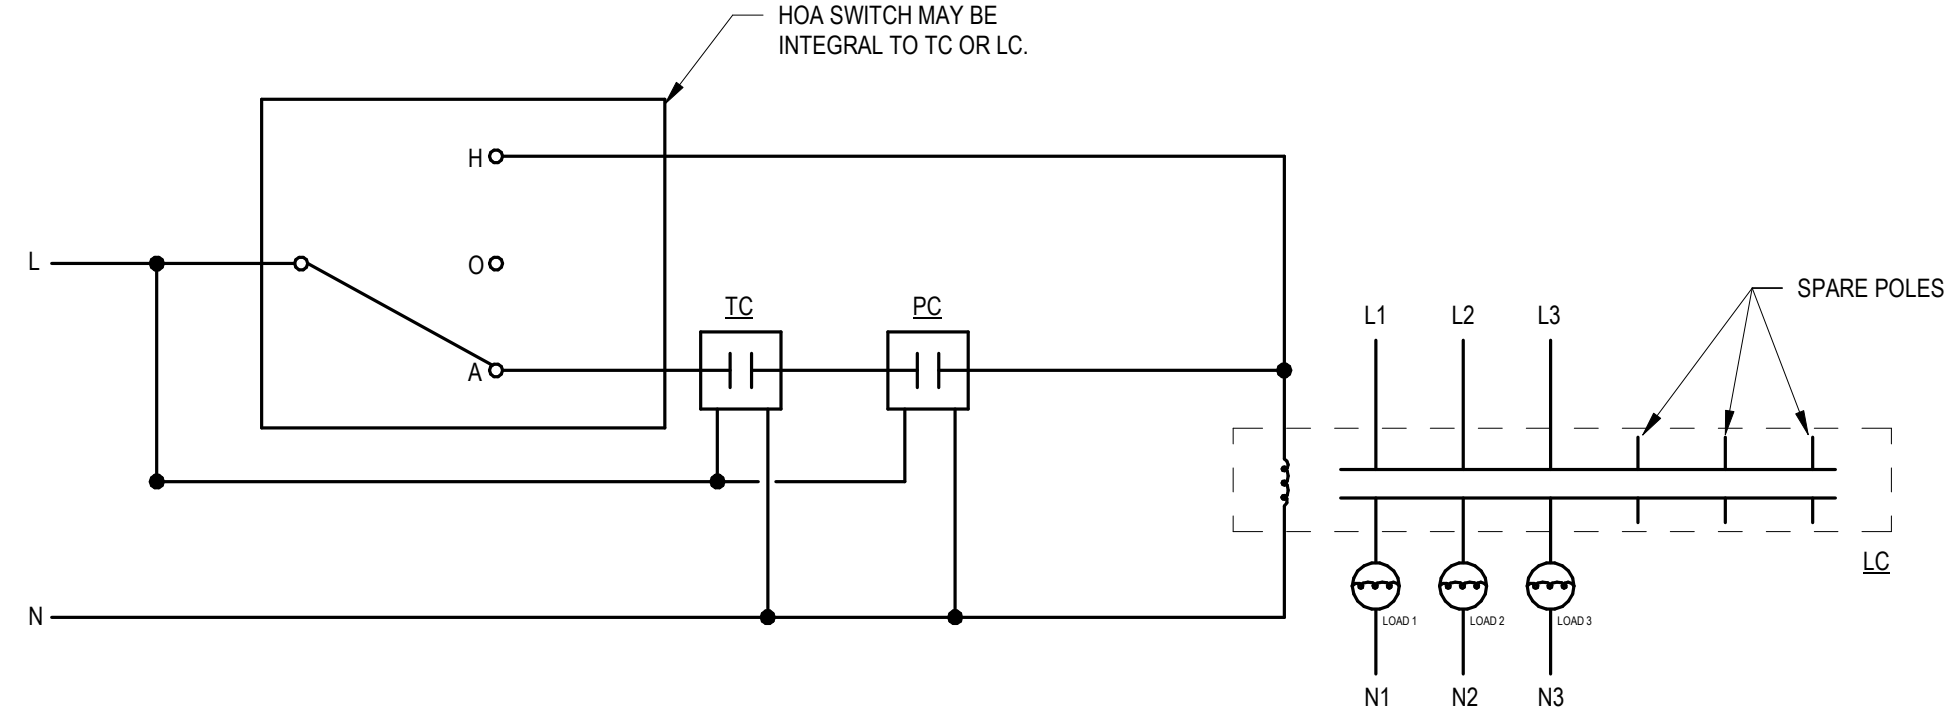 HOA SWITCH MAY BE
INTEGRAL TO TC OR LC.
H
L
O
A
TC
PC
SPARE POLES
L1 L2 L3
LC
N
LOAD 1 LOAD 2 LOAD 3
N1 N2 N3